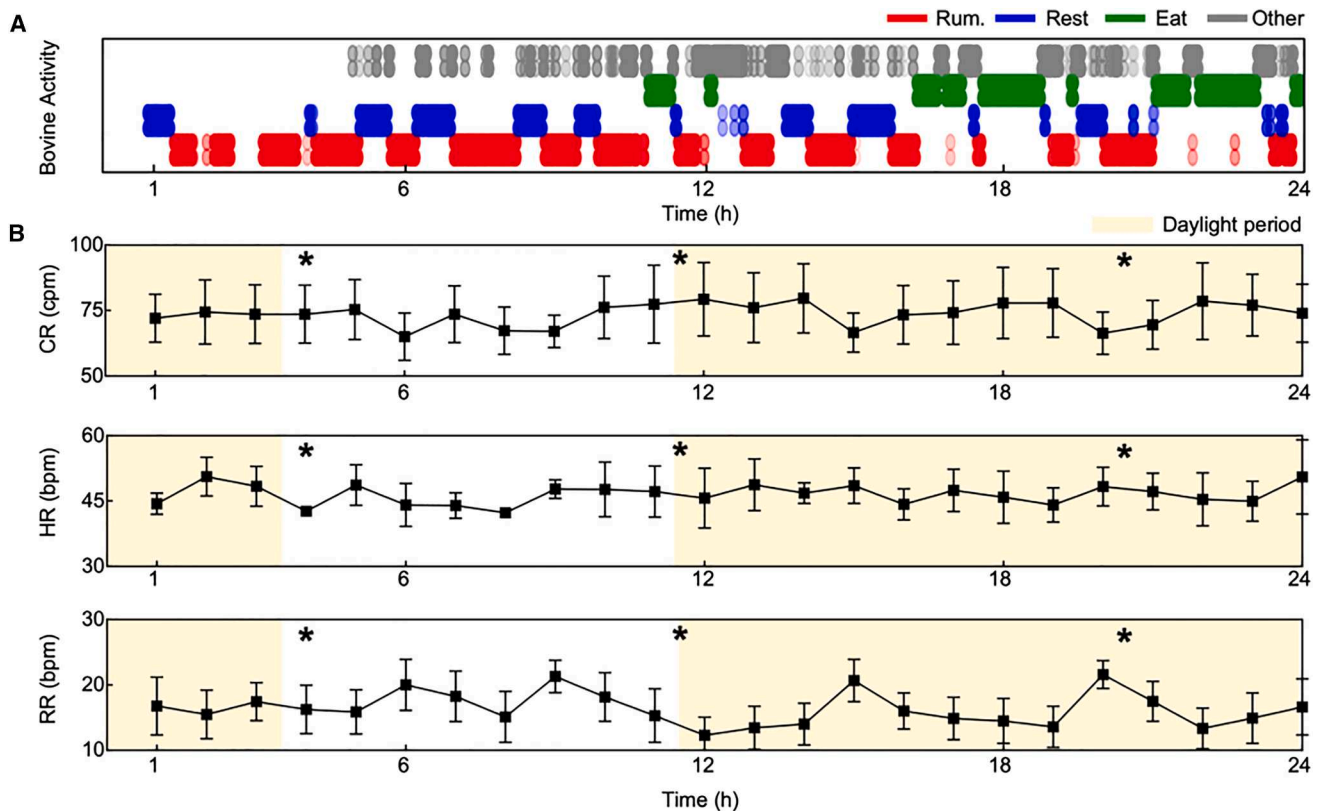 A
Rum. Rest Eat Other
Bovine Activity
1 6 12 18 24
Time (h)
B
Daylight period
CR (cpm)
100
75
50
* * *
1 6 12 18 24
HR (bpm)
60
45
30
* * *
1 6 12 18 24
RR (bpm)
30
20
10
* * *
1 6 12 18 24
Time (h)